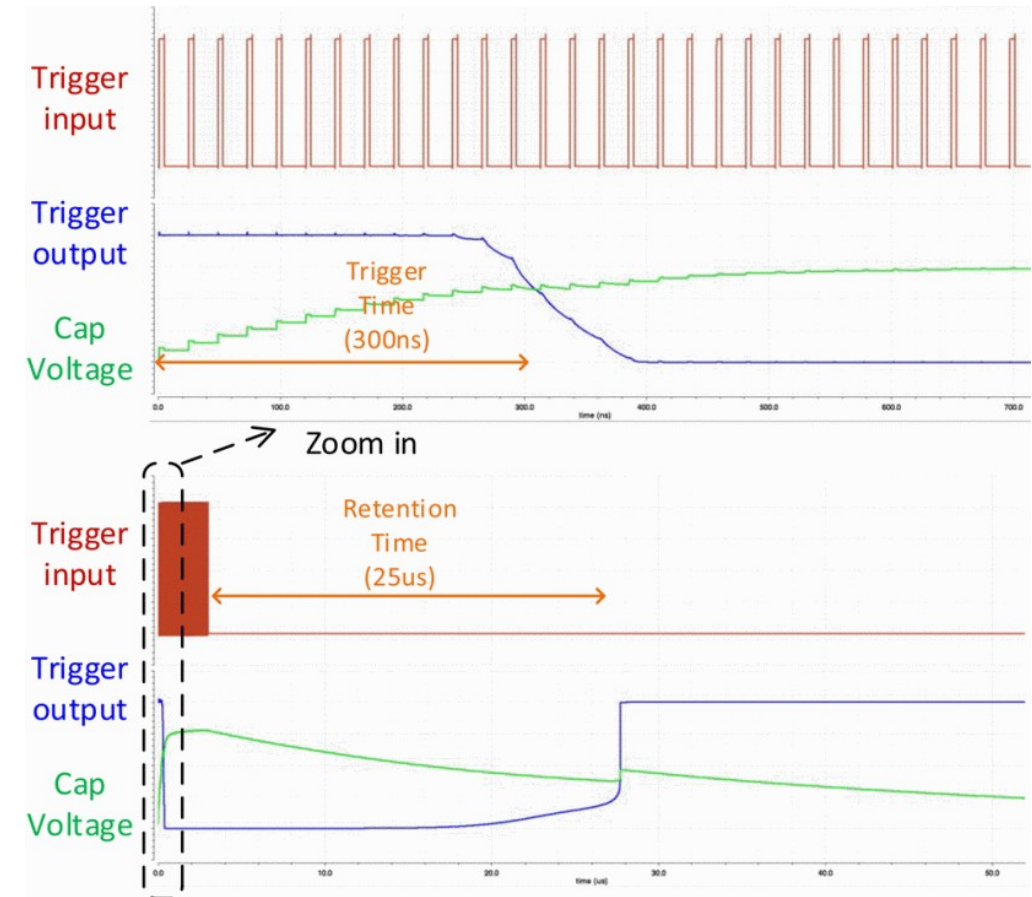 Trigger
input
Trigger
output
Trigger
Time
(300ns)
Cap
Voltage
0.0 100.0 200.0 300.0 400.0 500.0 600.0 700.0
time (ns)
Zoom in
Trigger
input
Retention
Time
(25us)
Trigger
output
Cap
Voltage
0.0 10.0 20.0 30.0 40.0 50.0
time (us)